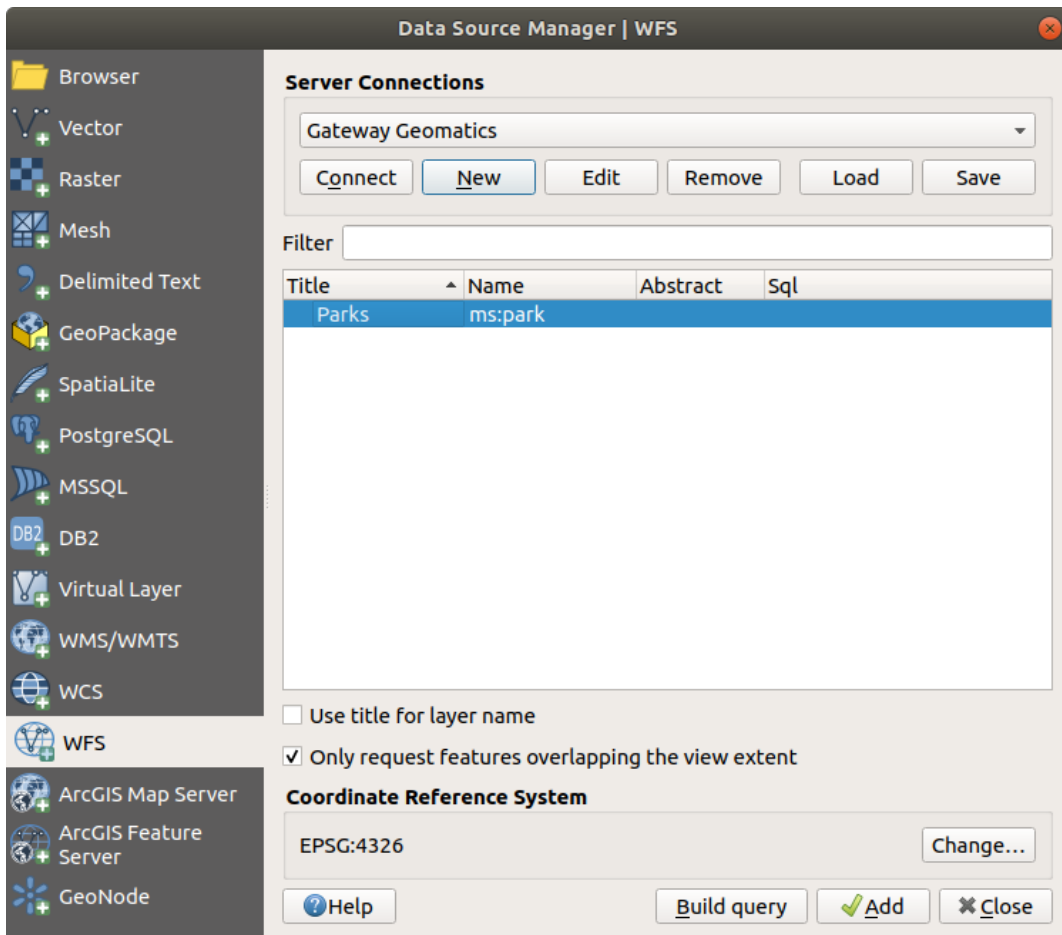 Data Source Manager | WFS
Browser
Vector
Raster
Mesh
Delimited Text
GeoPackage
SpatiaLite
PostgreSQL
MSSQL
DB2
DB2
Virtual Layer
WMS/WMTS
WCS
WFS
ArcGIS Map Server
ArcGIS Feature
Server
GeoNode
Server Connections
Gateway Geomatics
Connect New Edit Remove Load Save
Filter
Title Name Abstract Sql
Parks ms:park
Use title for layer name
Only request features overlapping the view extent
Coordinate Reference System
EPSG:4326 Change...
Help Build query Add Close